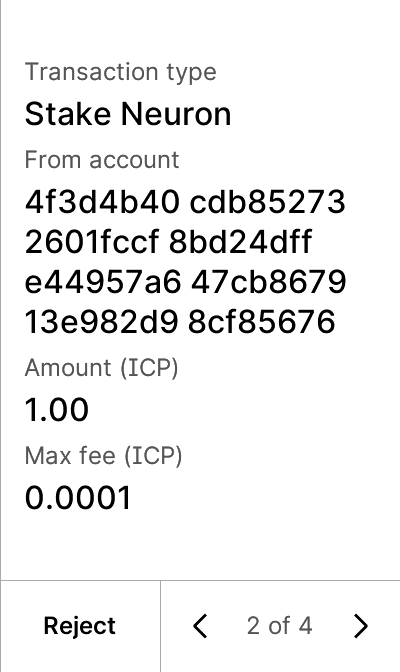 Transaction type
Stake Neuron
From account
4f3d4b40 cdb85273
2601fccf 8bd24dff
e44957a6 47cb8679
13e982d9 8cf85676
Amount (ICP)
1.00
Max fee (ICP)
0.0001
Reject
2 of 4